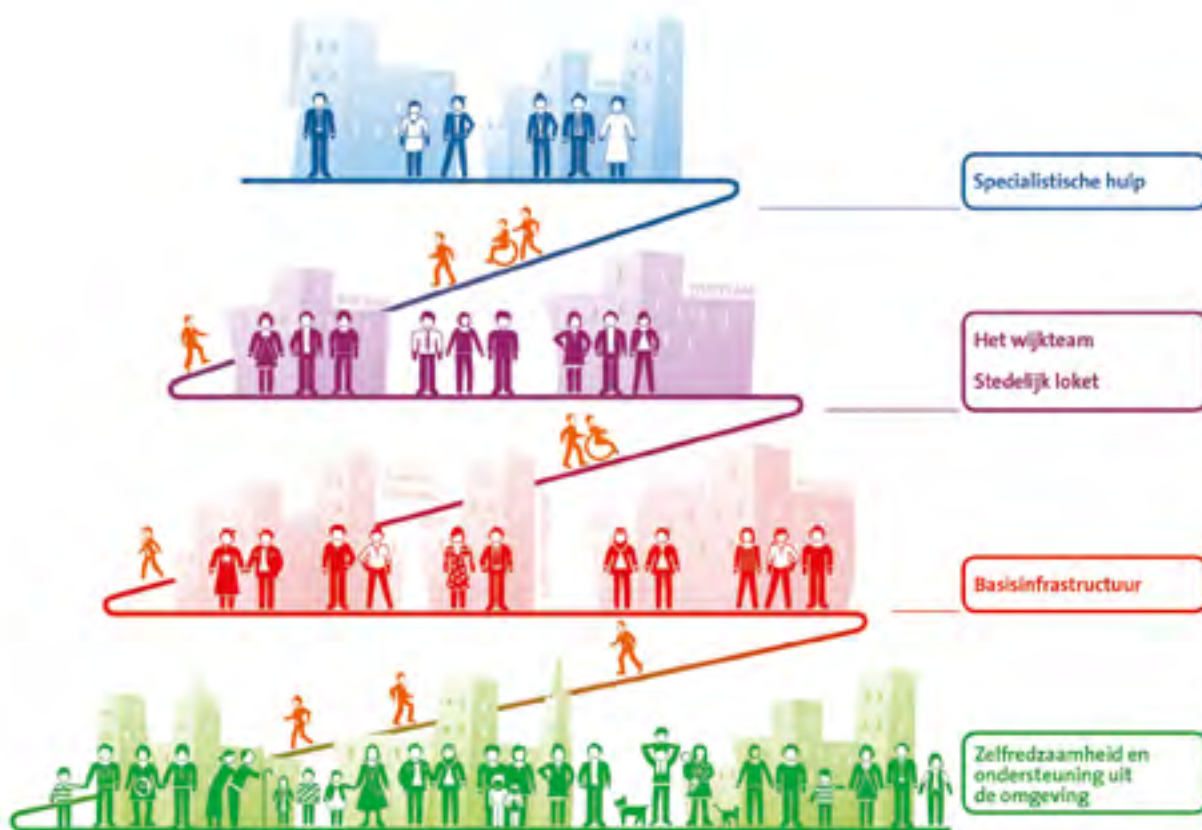 Specialistische hulp
Het wijkteam
Stedelijk loket
Basisinfrastructuur
Zelfredzaamheid en
ondersteuning uit
de omgeving